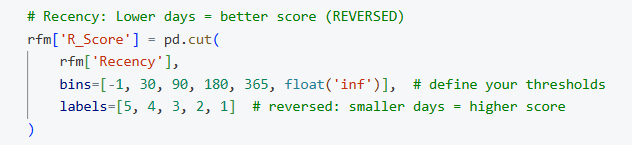 # Recency: Lower days = better score (REVERSED)
rfm['R_Score'] = pd.cut(
    rfm['Recency'],
    bins=[-1, 30, 90, 180, 365, float('inf')],  # define your thresholds
    labels=[5, 4, 3, 2, 1]  # reversed: smaller days = higher score
)